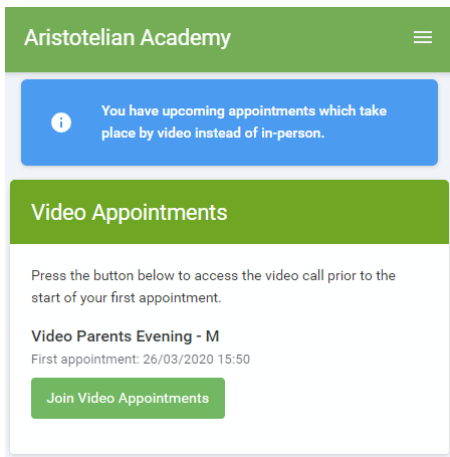 Aristotelian Academy
You have upcoming appointments which take
place by video instead of in-person.
Video Appointments
Press the button below to access the video call prior to the
start of your first appointment.
Video Parents Evening - M
First appointment: 26/03/2020 15:50
Join Video Appointments